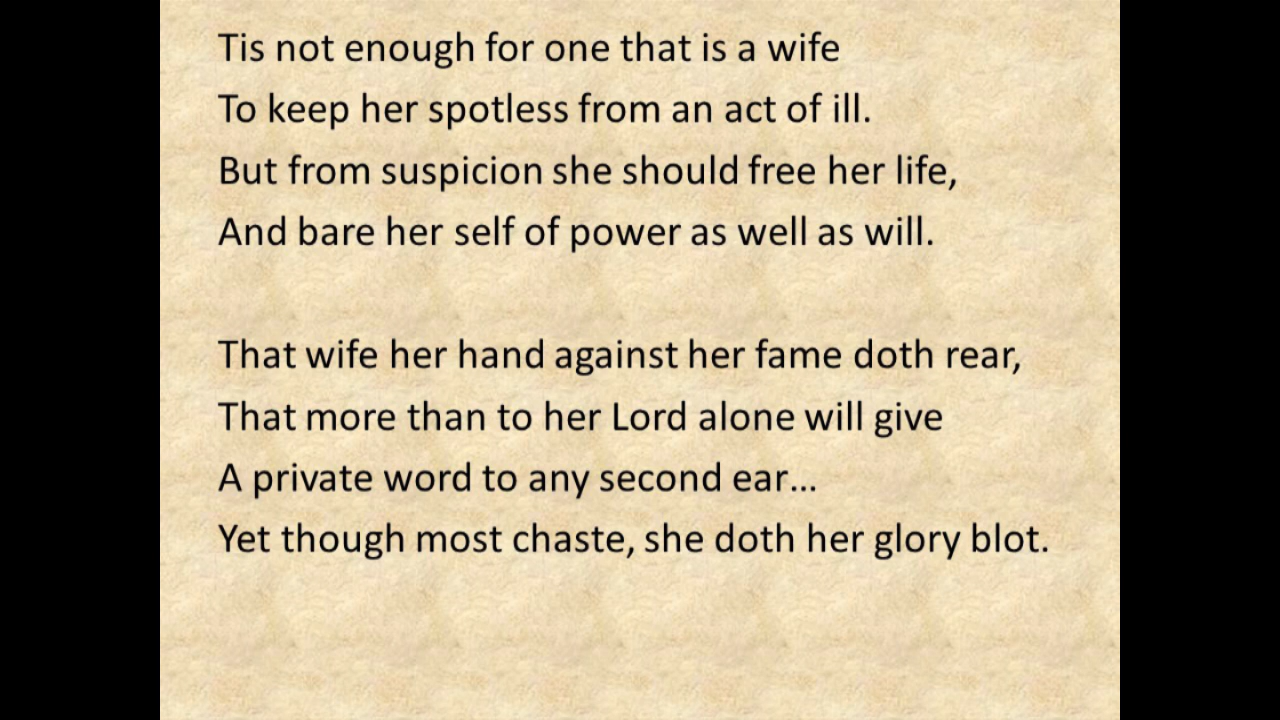 Tis not enough for one that is a wife
To keep her spotless from an act of ill.
But from suspicion she should free her life,
And bare her self of power as well as will.
That wife her hand against her fame doth rear,
That more than to her Lord alone will give
A private word to any second ear…
Yet though most chaste, she doth her glory blot.